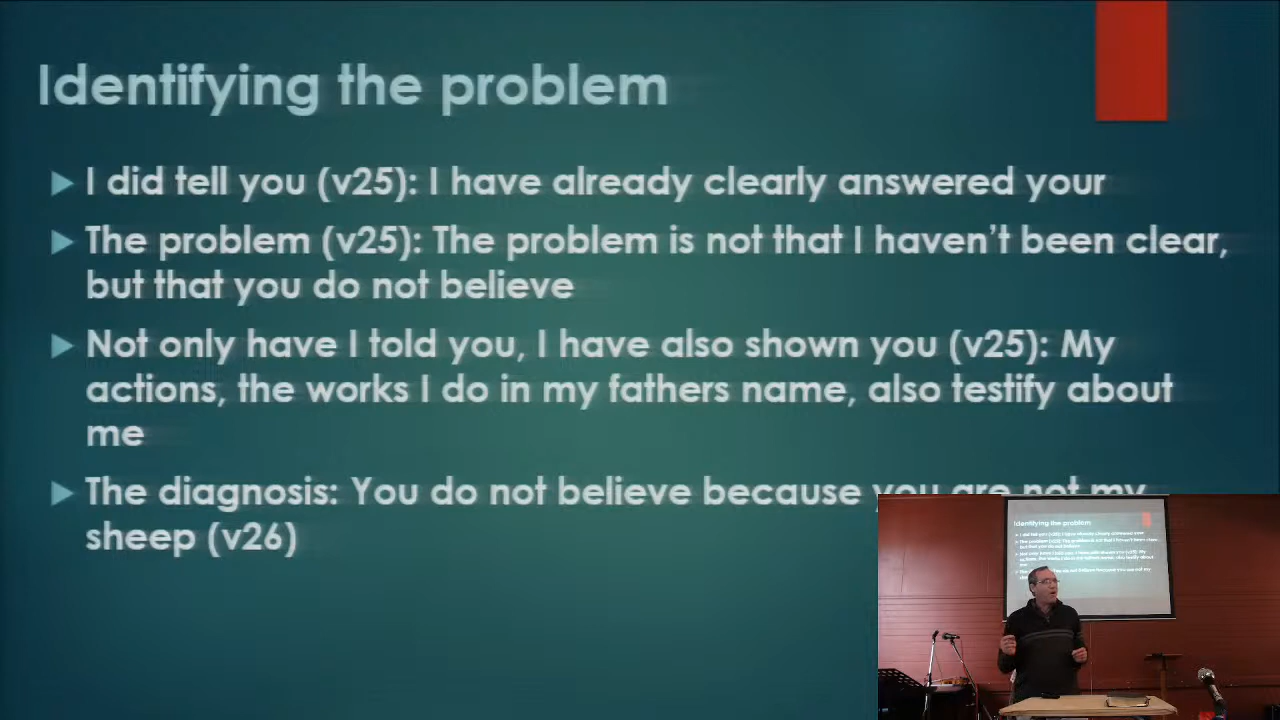 Identifying the problem
I did tell you (v25): I have already clearly answered your
The problem (v25): The problem is not that I haven't been clear,
but that you do not believe
Not only have I told you, I have also shown you (v25): My
actions, the works I do in my fathers name, also testify about
me
The diagnosis: You do not believe because you are not my
sheep (v26)
Identifying the problem